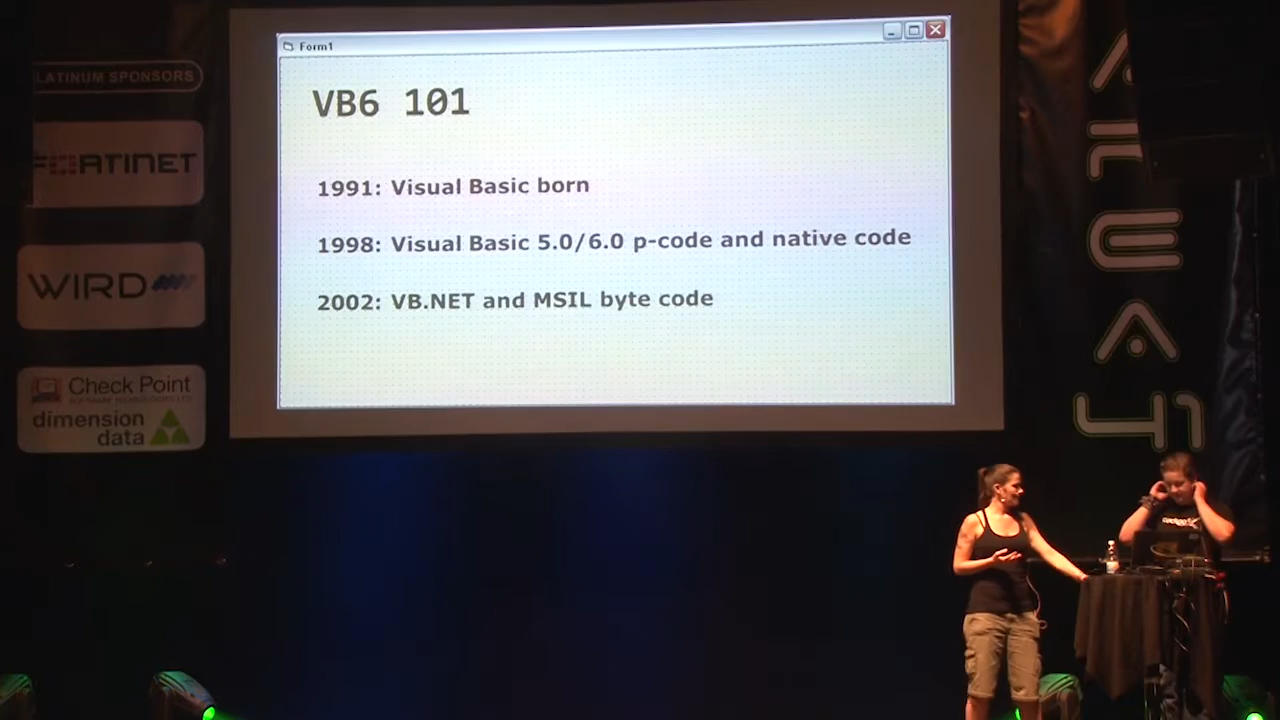 Form1
VB6 101
1991: Visual Basic born
1998: Visual Basic 5.0/6.0 p-code and native code
2002: VB.NET and MSIL byte code
LATINUM SPONSORS
FORTINET
WIRD
Check Point
dimension
data
AREA41